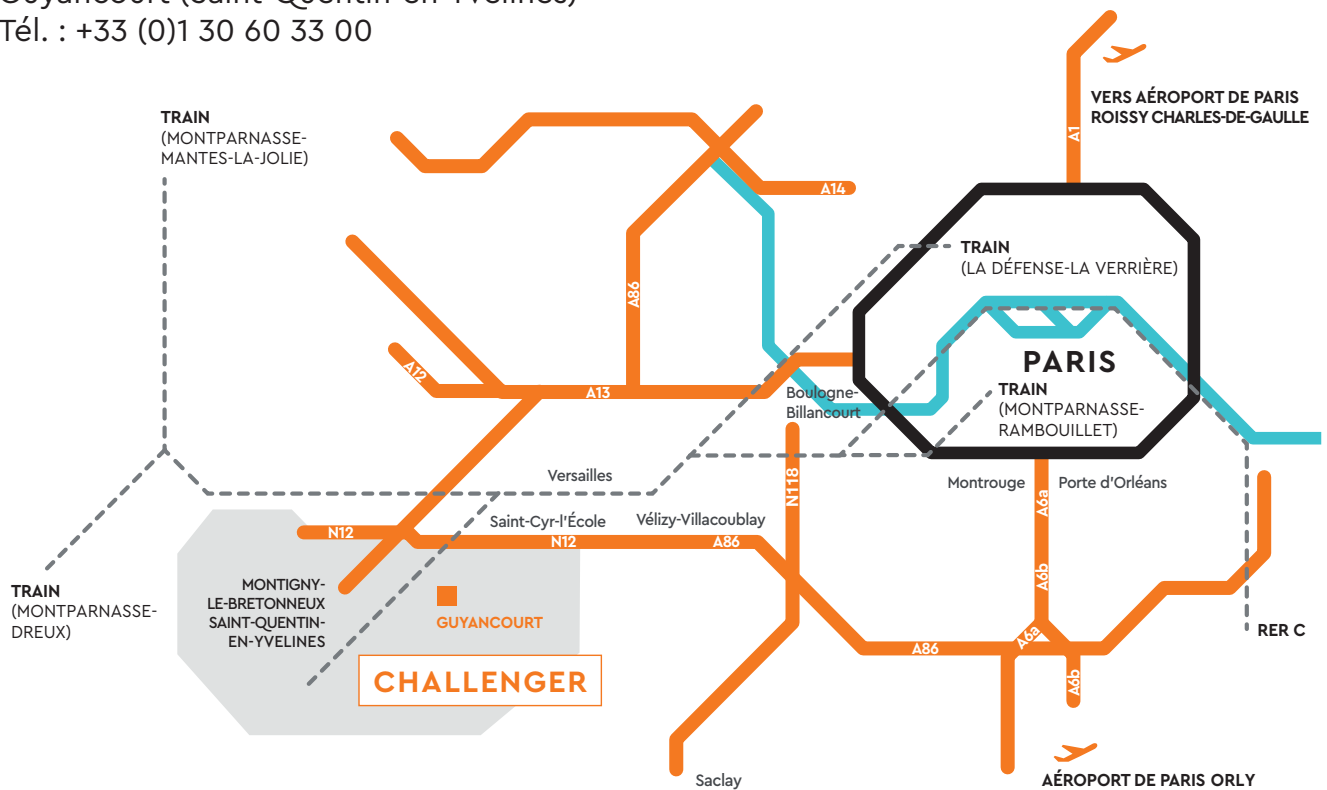 Guyancourt (Saint-Quentin-en-Yvelines)
Tél. : +33 (0)1 30 60 33 00
VERS AÉROPORT DE PARIS
ROISSY CHARLES-DE-GAULLE
A1
TRAIN
(MONTPARNASSE-
MANTES-LA-JOLIE)
A14
TRAIN
(LA DÉFENSE-LA VERRIÈRE)
A86
PARIS
A12
A13
Boulogne-
Billancourt
TRAIN
(MONTPARNASSE-
RAMBOUILLET)
Versailles
N118
Montrouge
Porte d'Orléans
A6a
Saint-Cyr-l'École
Vélizy-Villacoublay
N12
N12
A86
A6b
TRAIN
(MONTPARNASSE-
DREUX)
MONTIGNY-
LE-BRETONNEUX
SAINT-QUENTIN-
EN-YVELINES
GUYANCOURT
RER C
A6a
A86
CHALLENGER
A6b
Saclay
AÉROPORT DE PARIS ORLY